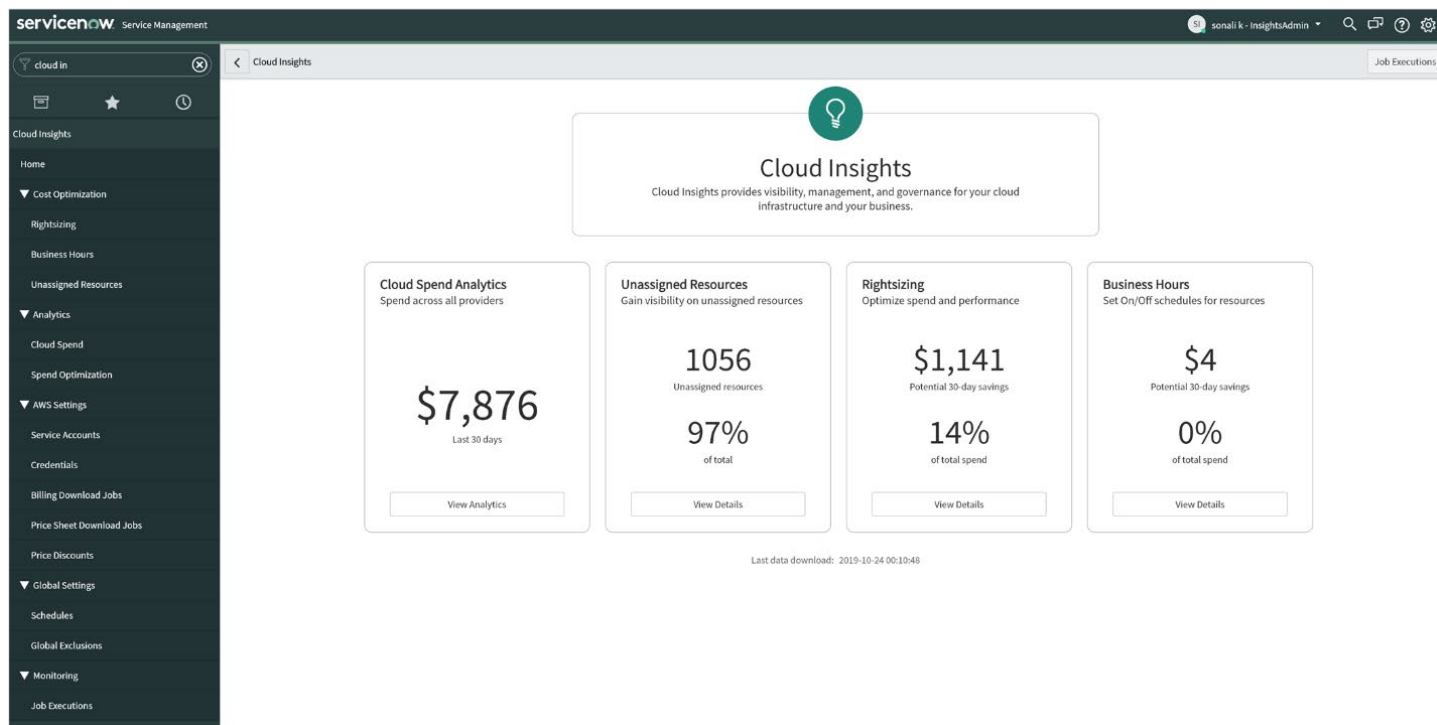 servicenow Service Management
SI sonali k - InsightsAdmin
cloud in
Cloud Insights
Home
Cost Optimization
Rightsizing
Business Hours
Unassigned Resources
Analytics
Cloud Spend
Spend Optimization
AWS Settings
Service Accounts
Credentials
Billing Download Jobs
Price Sheet Download Jobs
Price Discounts
Global Settings
Schedules
Global Exclusions
Monitoring
Job Executions
Cloud Insights
Job Executions
Cloud Insights
Cloud Insights provides visibility, management, and governance for your cloud
infrastructure and your business.
Cloud Spend Analytics
Spend across all providers
$7,876
Last 30 days
View Analytics
Unassigned Resources
Gain visibility on unassigned resources
1056
Unassigned resources
97%
of total
View Details
Rightsizing
Optimize spend and performance
$1,141
Potential 30-day savings
14%
of total spend
View Details
Business Hours
Set On/Off schedules for resources
$4
Potential 30-day savings
0%
of total spend
View Details
Last data download: 2019-10-24 00:10:48